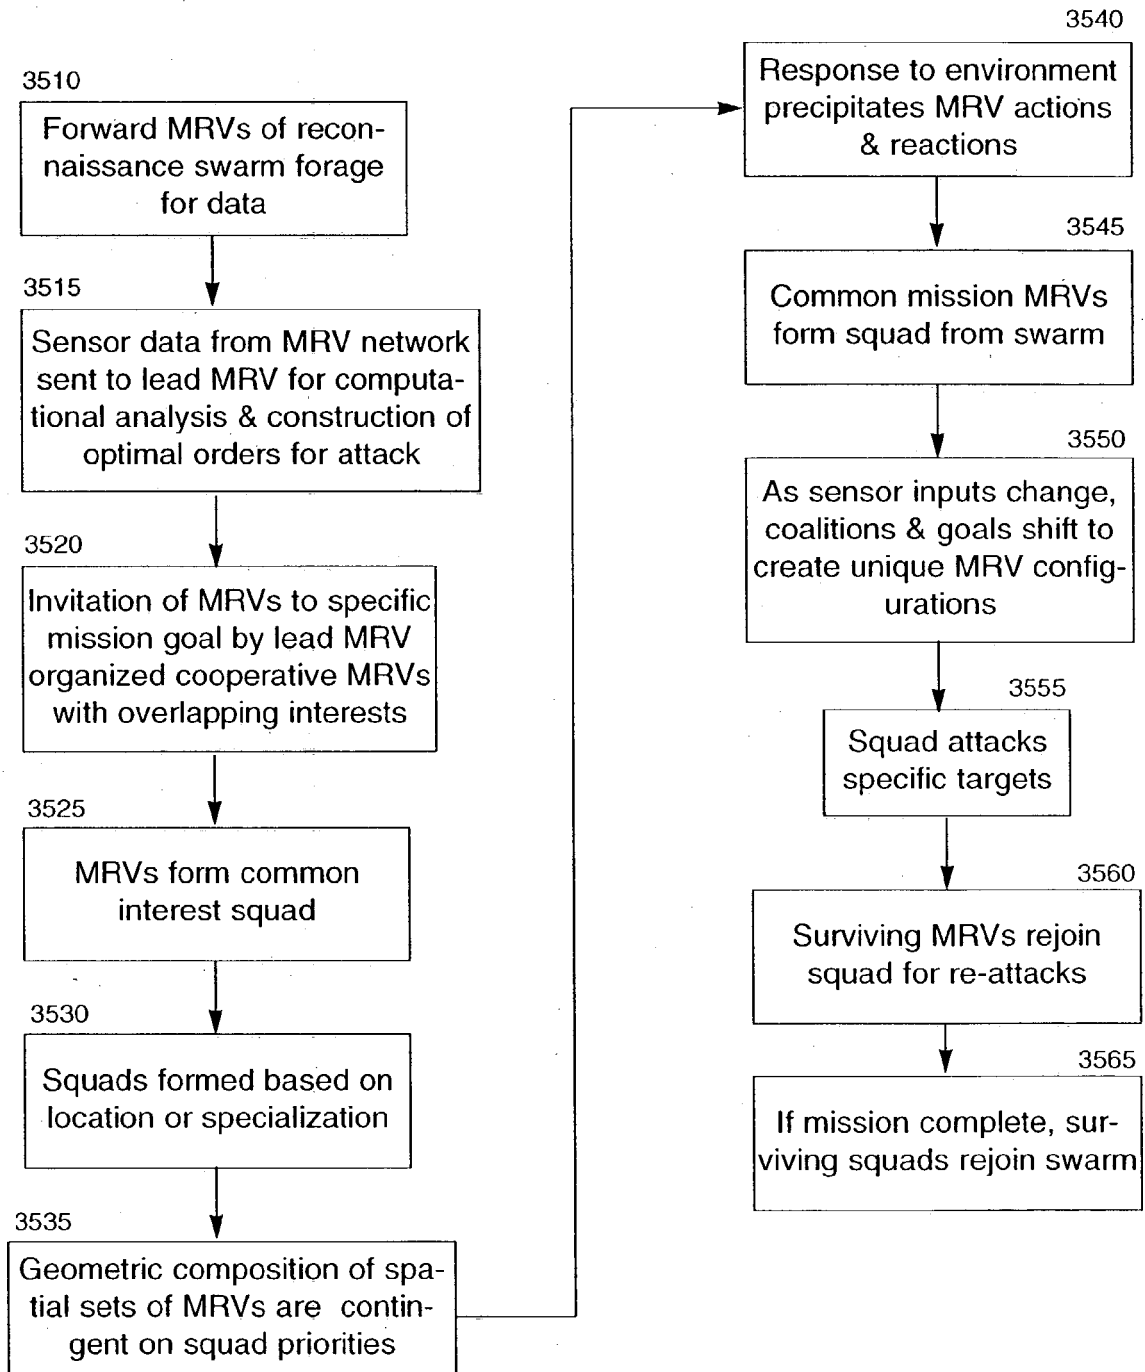 3510
Forward MRVs of recon-
naissance swarm forage
for data
3515
Sensor data from MRV network
sent to lead MRV for computa-
tional analysis & construction of
optimal orders for attack
3520
Invitation of MRVs to specific
mission goal by lead MRV
organized cooperative MRVs
with overlapping interests
3525
MRVs form common
interest squad
3530
Squads formed based on
location or specialization
3535
Geometric composition of spa-
tial sets of MRVs are contin-
gent on squad priorities
3540
Response to environment
precipitates MRV actions
& reactions
3545
Common mission MRVs
form squad from swarm
3550
As sensor inputs change,
coalitions & goals shift to
create unique MRV config-
urations
3555
Squad attacks
specific targets
3560
Surviving MRVs rejoin
squad for re-attacks
3565
If mission complete, sur-
viving squads rejoin swarm